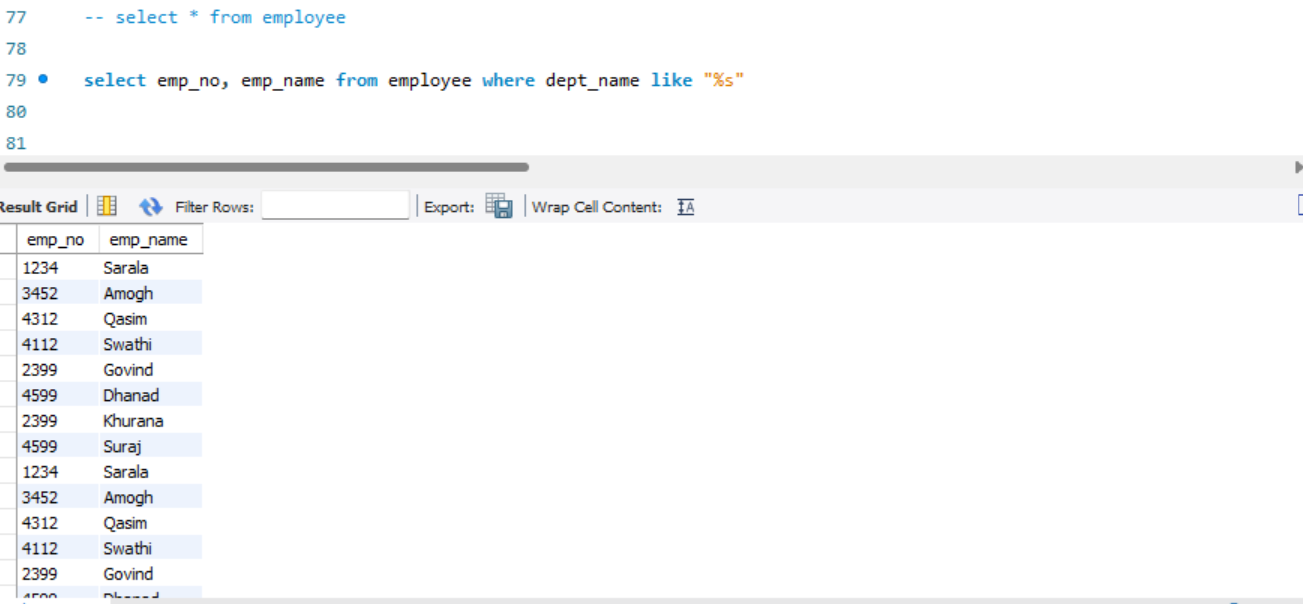 77 -- select * from employee
78
79 select emp_no, emp_name from employee where dept_name like "%s"
80
81
Result Grid Filter Rows: Export: Wrap Cell Content: IA
emp_no emp_name
1234 Sarala
3452 Amogh
4312 Qasim
4112 Swathi
2399 Govind
4599 Dhanad
2399 Khurana
4599 Suraj
1234 Sarala
3452 Amogh
4312 Qasim
4112 Swathi
2399 Govind